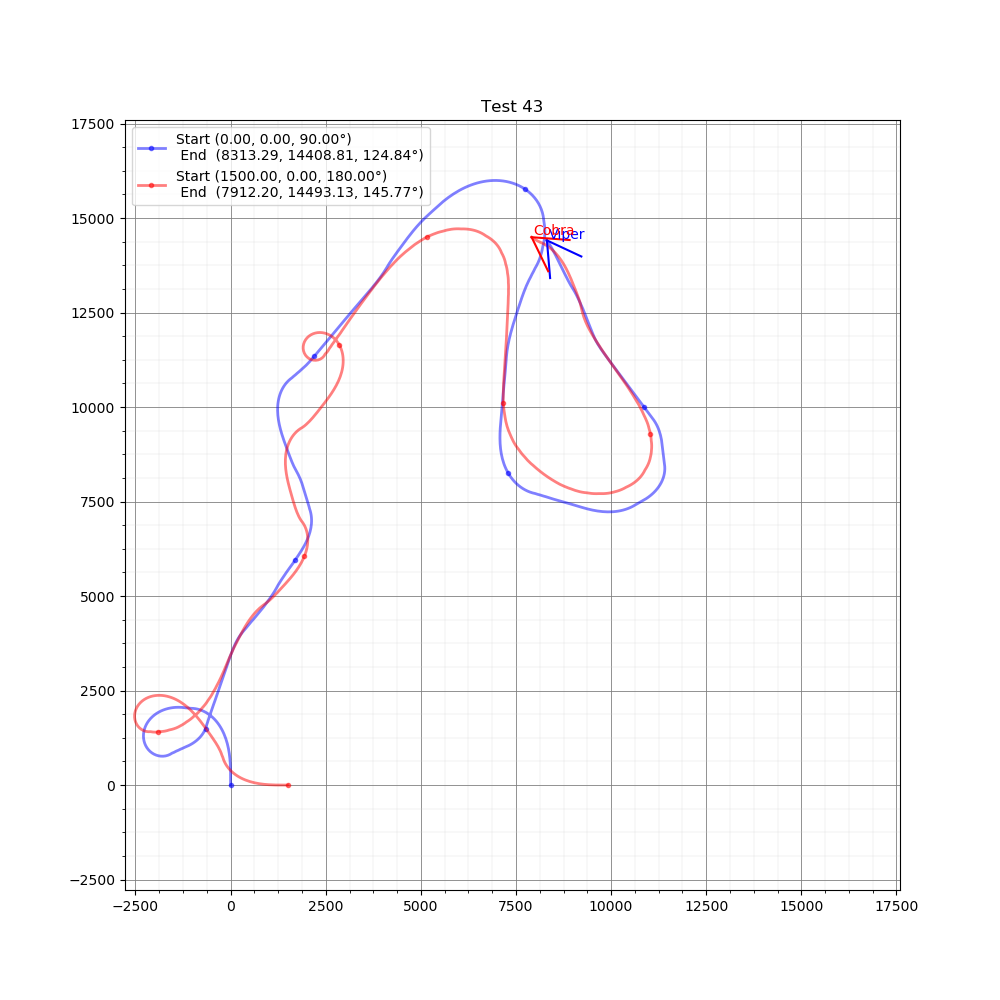 Test 43
Start (0.00, 0.00, 90.00°)
End (8313.29, 14408.81, 124.84°)
Start (1500.00, 0.00, 180.00°)
End (7912.20, 14493.13, 145.77°)
17500
15000
12500
10000
7500
5000
2500
0
−2500
Cobra
Viper
−2500 0 2500 5000 7500 10000 12500 15000 17500